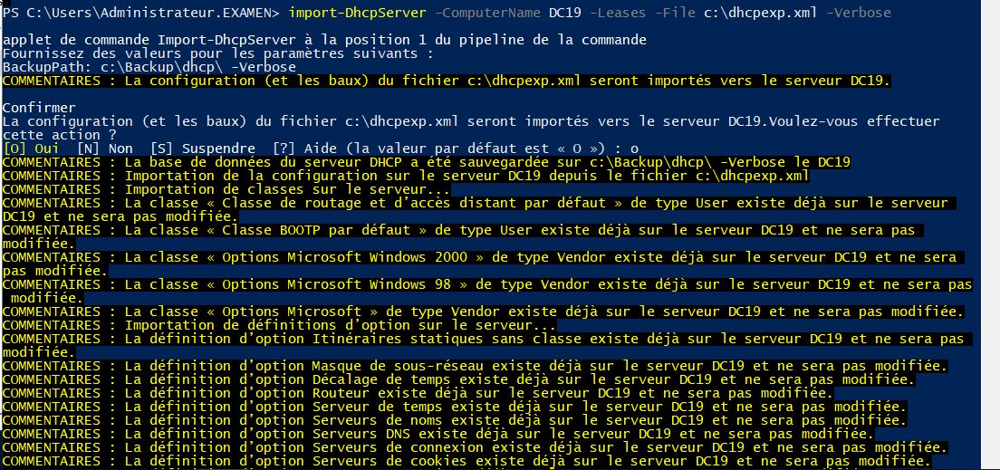 PS C:\Users\Administrateur.EXAMEN> import-DhcpServer -ComputerName DC19 -Leases -File c:\dhcpexp.xml -Verbose
applet de commande Import-DhcpServer à la position 1 du pipeline de la commande
Fournissez des valeurs pour les paramètres suivants :
BackupPath: c:\Backup\dhcp\ -Verbose
COMMENTAIRES : La configuration (et les baux) du fichier c:\dhcpexp.xml seront importés vers le serveur DC19.
Confirmer
La configuration (et les baux) du fichier c:\dhcpexp.xml seront importés vers le serveur DC19.Voulez-vous effectuer
cette action ?
[O] Oui  [N] Non  [S] Suspendre  [?] Aide (la valeur par défaut est « O ») : o
COMMENTAIRES : La base de données du serveur DHCP a été sauvegardée sur c:\Backup\dhcp\ -Verbose le DC19
COMMENTAIRES : Importation de la configuration sur le serveur DC19 depuis le fichier c:\dhcpexp.xml
COMMENTAIRES : Importation de classes sur le serveur...
COMMENTAIRES : La classe « Classe de routage et d'accès distant par défaut » de type User existe déjà sur le serveur
DC19 et ne sera pas modifiée.
COMMENTAIRES : La classe « Classe BOOTP par défaut » de type User existe déjà sur le serveur DC19 et ne sera pas
modifiée.
COMMENTAIRES : La classe « Options Microsoft Windows 2000 » de type Vendor existe déjà sur le serveur DC19 et ne sera
pas modifiée.
COMMENTAIRES : La classe « Options Microsoft Windows 98 » de type Vendor existe déjà sur le serveur DC19 et ne sera pas
modifiée.
COMMENTAIRES : La classe « Options Microsoft » de type Vendor existe déjà sur le serveur DC19 et ne sera pas modifiée.
COMMENTAIRES : Importation de définitions d'option sur le serveur...
COMMENTAIRES : La définition d'option Itinéraires statiques sans classe existe déjà sur le serveur DC19 et ne sera pas
modifiée.
COMMENTAIRES : La définition d'option Masque de sous-réseau existe déjà sur le serveur DC19 et ne sera pas modifiée.
COMMENTAIRES : La définition d'option Décalage de temps existe déjà sur le serveur DC19 et ne sera pas modifiée.
COMMENTAIRES : La définition d'option Routeur existe déjà sur le serveur DC19 et ne sera pas modifiée.
COMMENTAIRES : La définition d'option Serveur de temps existe déjà sur le serveur DC19 et ne sera pas modifiée.
COMMENTAIRES : La définition d'option Serveurs de noms existe déjà sur le serveur DC19 et ne sera pas modifiée.
COMMENTAIRES : La définition d'option Serveurs DNS existe déjà sur le serveur DC19 et ne sera pas modifiée.
COMMENTAIRES : La définition d'option Serveurs de connexion existe déjà sur le serveur DC19 et ne sera pas modifiée.
COMMENTAIRES : La définition d'option Serveurs de cookies existe déjà sur le serveur DC19 et ne sera pas modifiée.